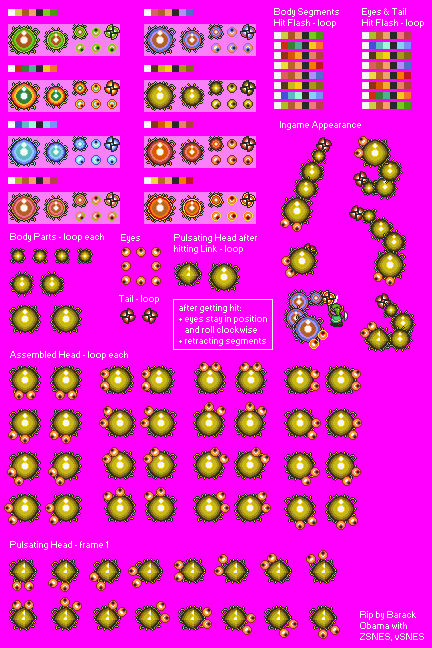 Body Segments
Hit Flash - loop
Eyes & Tail
Hit Flash - loop
Ingame Appearance
Body Parts - loop each
Eyes
Pulsating Head after
hitting Link - loop
Tail - loop
after getting hit:
• eyes stay in position
and roll clockwise
• retracting segments
Assembled Head - loop each
Pulsating Head - frame 1
Rip by Barack
Obama with
ZSNES, vSNES